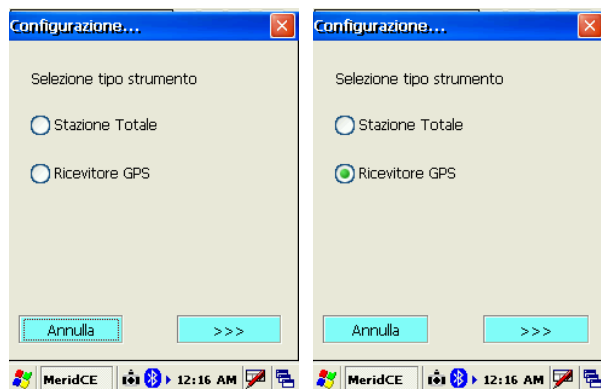 Configurazione...
Selezione tipo strumento
Stazione Totale
Ricevitore GPS
Annulla
>>>
MeridCE
12:16 AM
Configurazione...
Selezione tipo strumento
Stazione Totale
Ricevitore GPS
Annulla
>>>
MeridCE
12:16 AM